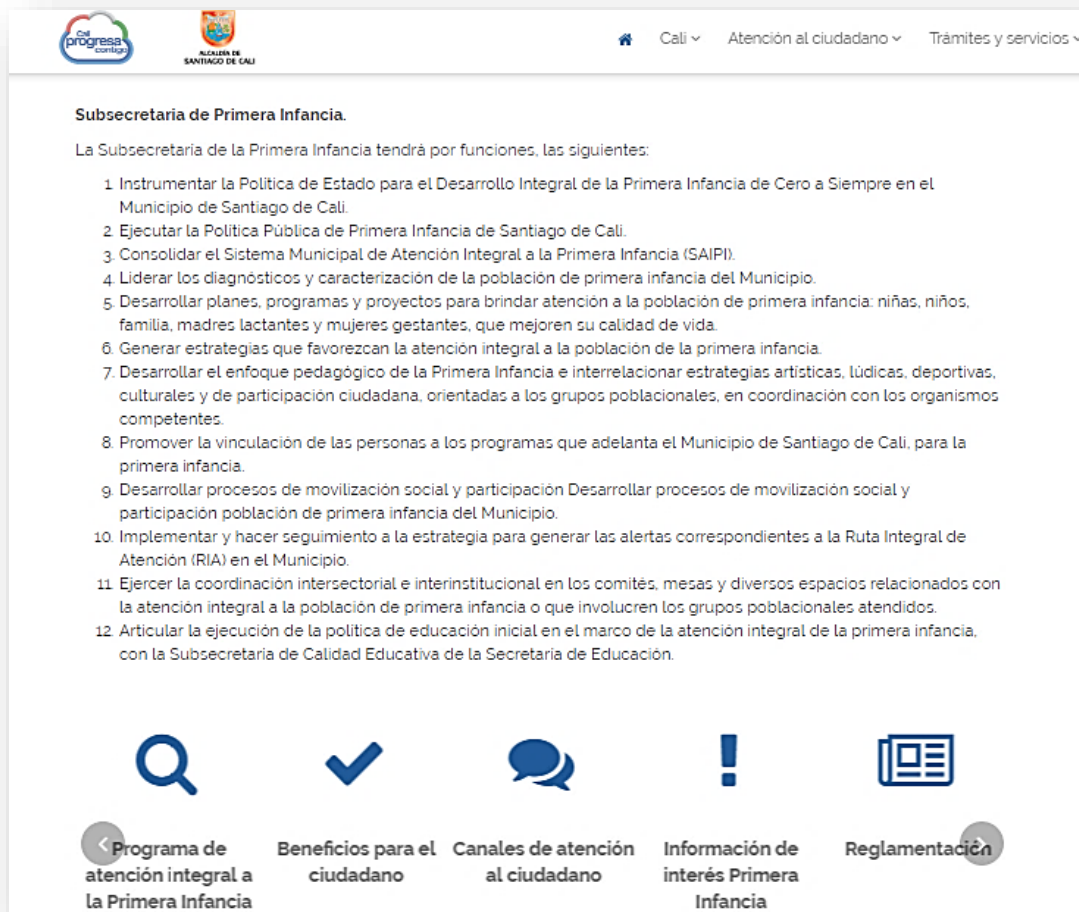 Cali
progresa
contigo
ALCALDÍA DE
SANTIAGO DE CALI
Cali
Atención al ciudadano
Trámites y servicios
Subsecretaria de Primera Infancia.
La Subsecretaría de la Primera Infancia tendrá por funciones, las siguientes:
1. Instrumentar la Política de Estado para el Desarrollo Integral de la Primera Infancia de Cero a Siempre en el
Municipio de Santiago de Cali.
2. Ejecutar la Política Pública de Primera Infancia de Santiago de Cali.
3. Consolidar el Sistema Municipal de Atención Integral a la Primera Infancia (SAIPI).
4. Liderar los diagnósticos y caracterización de la población de primera infancia del Municipio.
5. Desarrollar planes, programas y proyectos para brindar atención a la población de primera infancia: niñas, niños,
familia, madres lactantes y mujeres gestantes, que mejoren su calidad de vida.
6. Generar estrategias que favorezcan la atención integral a la población de la primera infancia.
7. Desarrollar el enfoque pedagógico de la Primera Infancia e interrelacionar estrategias artísticas, lúdicas, deportivas,
culturales y de participación ciudadana, orientadas a los grupos poblacionales, en coordinación con los organismos
competentes.
8. Promover la vinculación de las personas a los programas que adelanta el Municipio de Santiago de Cali, para la
primera infancia.
9. Desarrollar procesos de movilización social y participación Desarrollar procesos de movilización social y
participación población de primera infancia del Municipio.
10. Implementar y hacer seguimiento a la estrategia para generar las alertas correspondientes a la Ruta Integral de
Atención (RIA) en el Municipio.
11. Ejercer la coordinación intersectorial e interinstitucional en los comités, mesas y diversos espacios relacionados con
la atención integral a la población de primera infancia o que involucren los grupos poblacionales atendidos.
12. Articular la ejecución de la política de educación inicial en el marco de la atención integral de la primera infancia,
con la Subsecretaría de Calidad Educativa de la Secretaría de Educación.
Programa de
atención integral a
la Primera Infancia
Beneficios para el
ciudadano
Canales de atención
al ciudadano
Información de
interés Primera
Infancia
Reglamentación